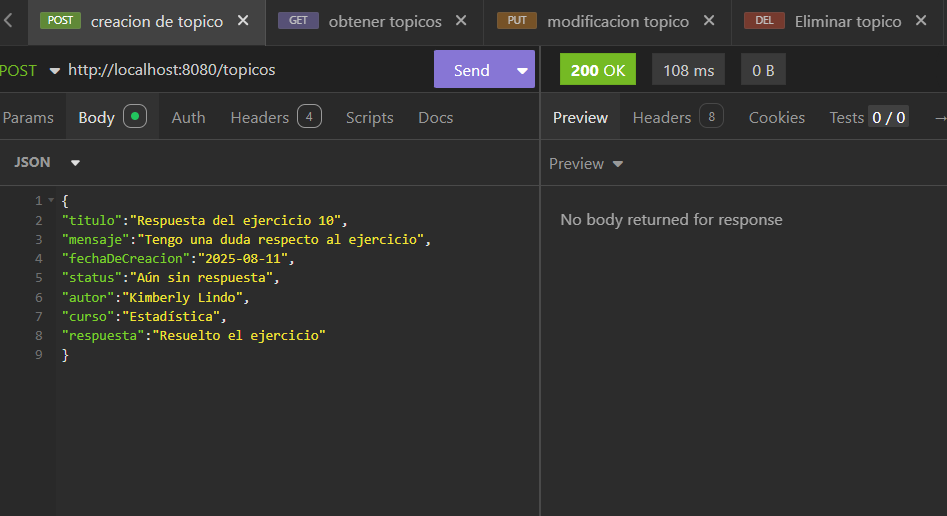 POST creacion de topico GET obtener topicos PUT modificacion topico DEL Eliminar topico
POST http://localhost:8080/topicos Send 200 OK 108 ms 0 B
Params Body Auth Headers 4 Scripts Docs Preview Headers 8 Cookies Tests 0 / 0
JSON Preview
1 {
2 "titulo":"Respuesta del ejercicio 10",
3 "mensaje":"Tengo una duda respecto al ejercicio",
4 "fechaDeCreacion":"2025-08-11",
5 "status":"Aún sin respuesta",
6 "autor":"Kimberly Lindo",
7 "curso":"Estadística",
8 "respuesta":"Resuelto el ejercicio"
9 }
No body returned for response